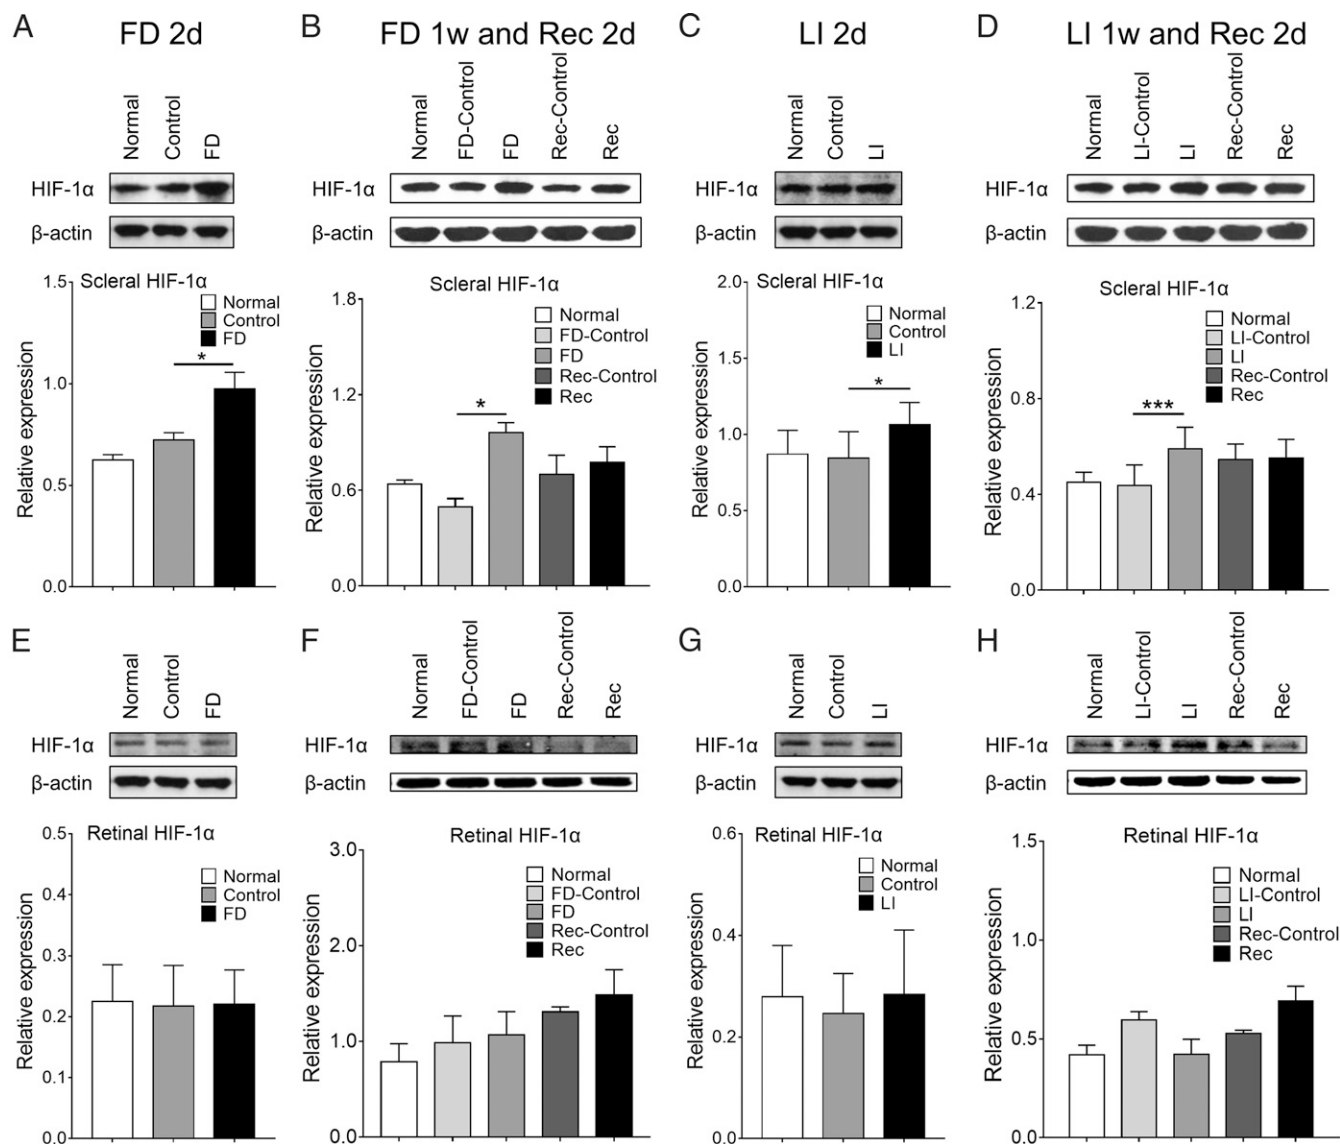 A FD 2d
Normal
Control
FD
HIF-1α
β-actin
Scleral HIF-1α
Normal
Control
FD
*
Relative expression
1.5
1.0
0.5
0.0
B FD 1w and Rec 2d
Normal
FD-Control
FD
Rec-Control
Rec
HIF-1α
β-actin
Scleral HIF-1α
Normal
FD-Control
FD
Rec-Control
Rec
*
Relative expression
1.8
1.2
0.6
0.0
C LI 2d
Normal
Control
LI
HIF-1α
β-actin
Scleral HIF-1α
Normal
Control
LI
*
Relative expression
2.0
1.5
1.0
0.5
0.0
D LI 1w and Rec 2d
Normal
LI-Control
LI
Rec-Control
Rec
HIF-1α
β-actin
Scleral HIF-1α
Normal
LI-Control
LI
Rec-Control
Rec
***
Relative expression
1.2
0.8
0.4
0.0
E
Normal
Control
FD
HIF-1α
β-actin
Retinal HIF-1α
Normal
Control
FD
Relative expression
0.5
0.4
0.3
0.2
0.1
0.0
F
Normal
FD-Control
FD
Rec-Control
Rec
HIF-1α
β-actin
Retinal HIF-1α
Normal
FD-Control
FD
Rec-Control
Rec
Relative expression
3.0
2.0
1.0
0.0
G
Normal
Control
LI
HIF-1α
β-actin
Retinal HIF-1α
Normal
Control
LI
Relative expression
0.6
0.4
0.2
0.0
H
Normal
LI-Control
LI
Rec-Control
Rec
HIF-1α
β-actin
Retinal HIF-1α
Normal
LI-Control
LI
Rec-Control
Rec
Relative expression
1.5
1.0
0.5
0.0